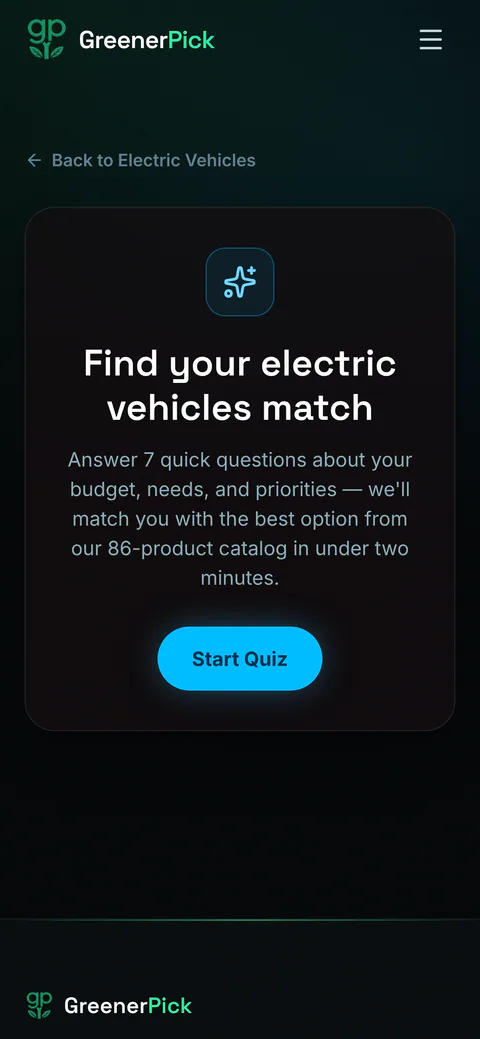 gp GreenerPick
← Back to Electric Vehicles
Find your electric
vehicles match
Answer 7 quick questions about your
budget, needs, and priorities — we'll
match you with the best option from
our 86-product catalog in under two
minutes.
Start Quiz
gp GreenerPick